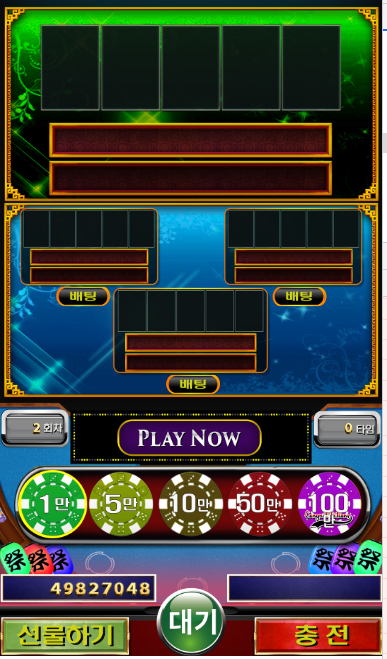 배팅 배팅
배팅
2 회차
PLAY NOW
0 타임
1만 5만 10만 50만 100만
祭 祭 祭 祭 祭 祭
49827048
선물하기 대기 충전